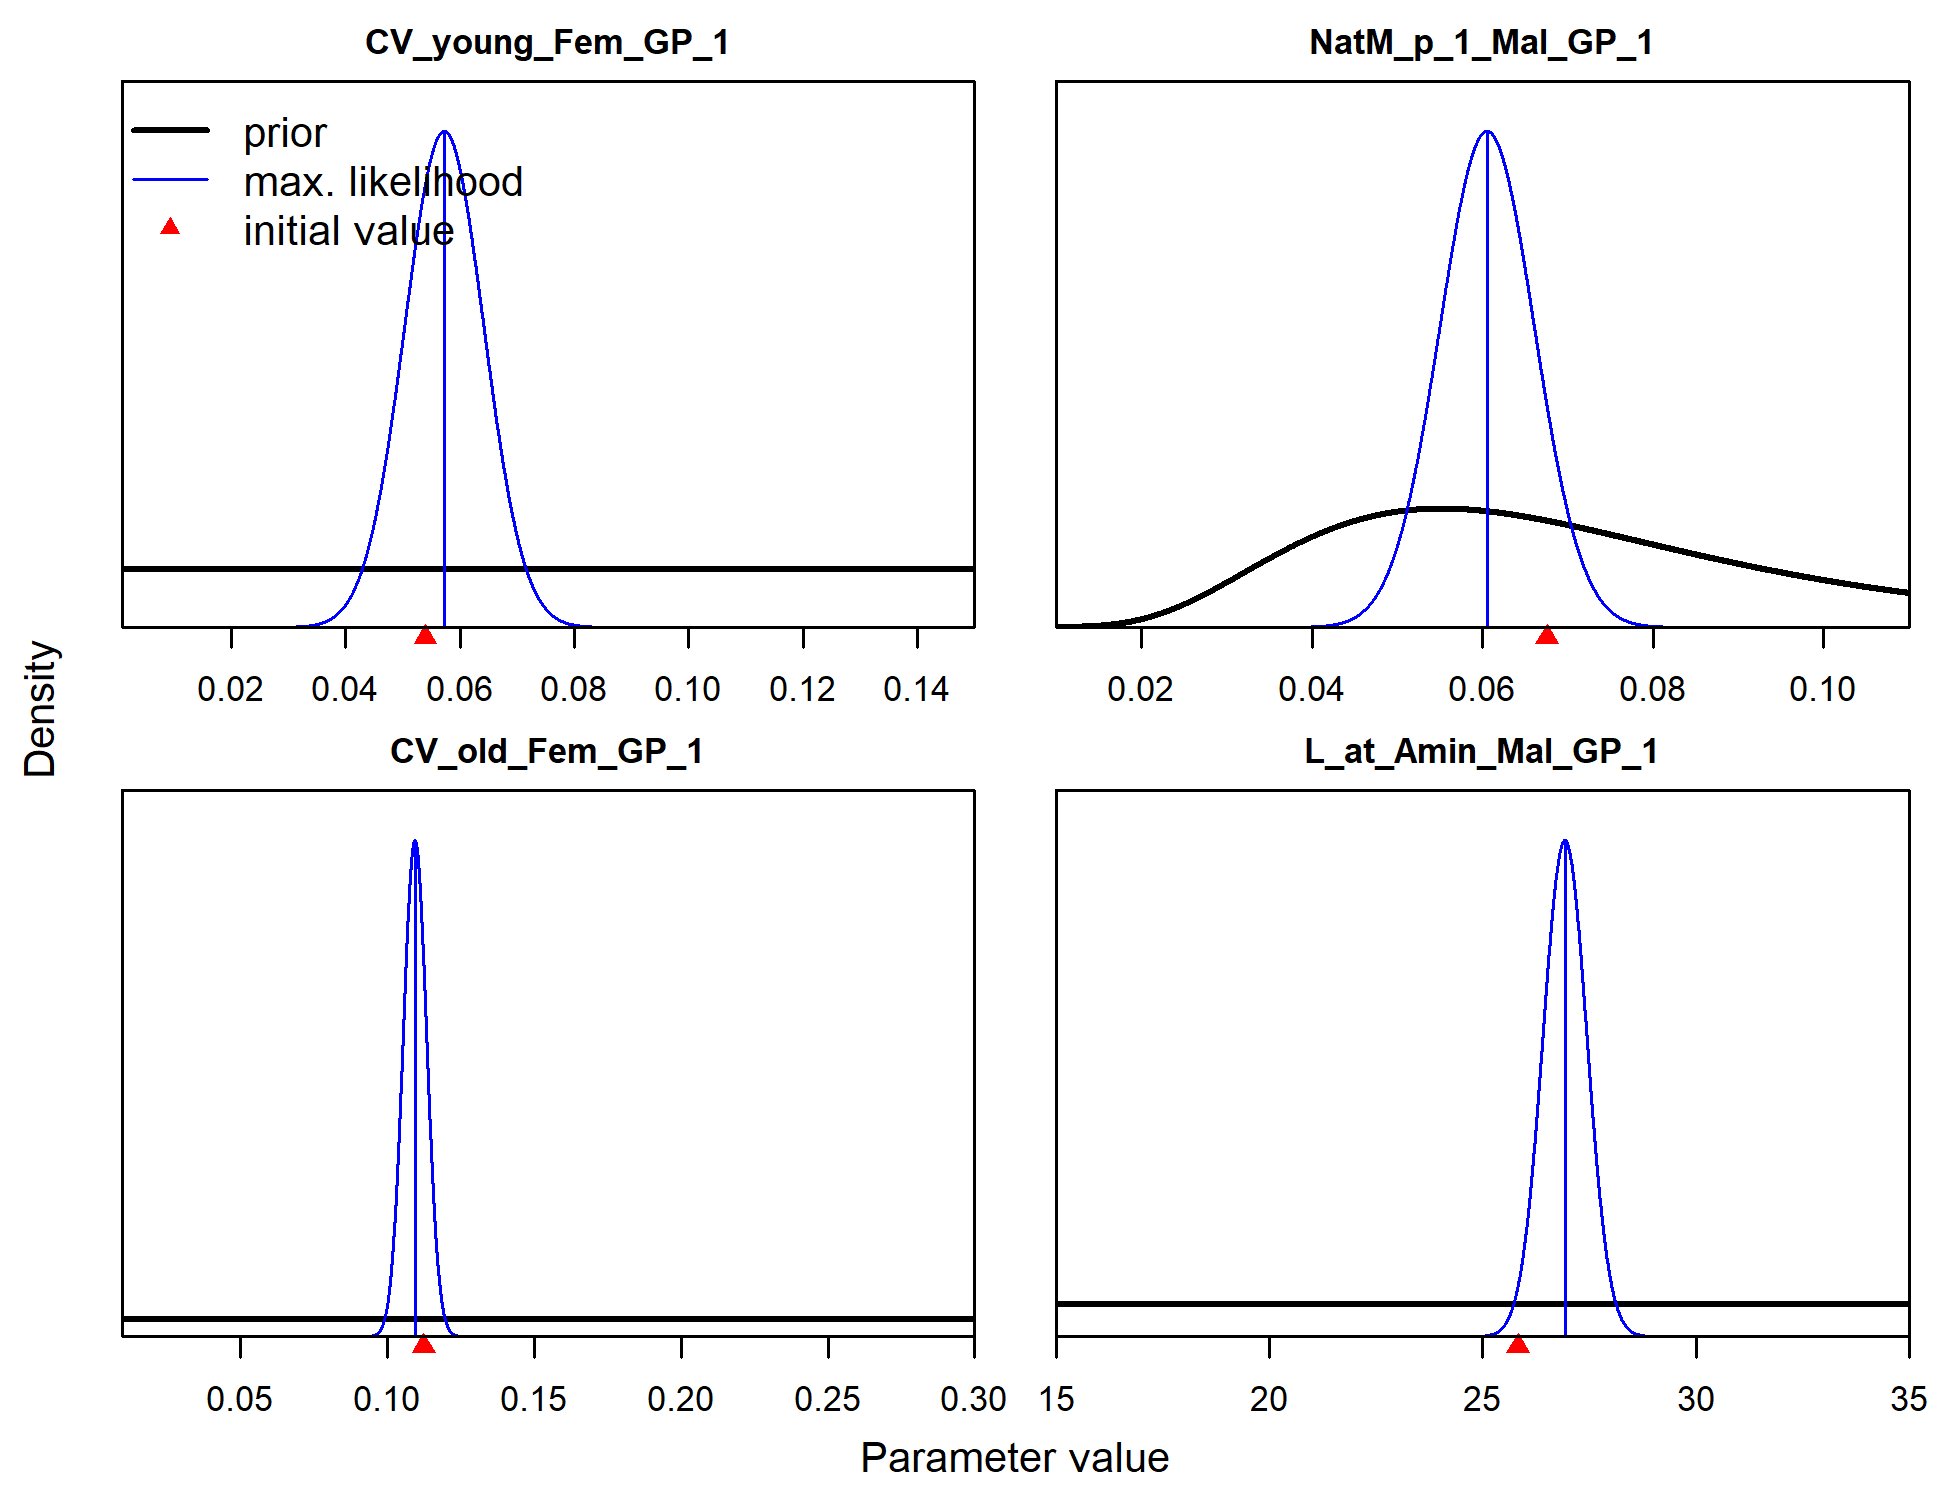 CV_young_Fem_GP_1
prior
max. likelihood
initial value
0.02 0.04 0.06 0.08 0.10 0.12 0.14
NatM_p_1_Mal_GP_1
0.02 0.04 0.06 0.08 0.10
Density
CV_old_Fem_GP_1
0.05 0.10 0.15 0.20 0.25 0.30
L_at_Amin_Mal_GP_1
15 20 25 30 35
Parameter value